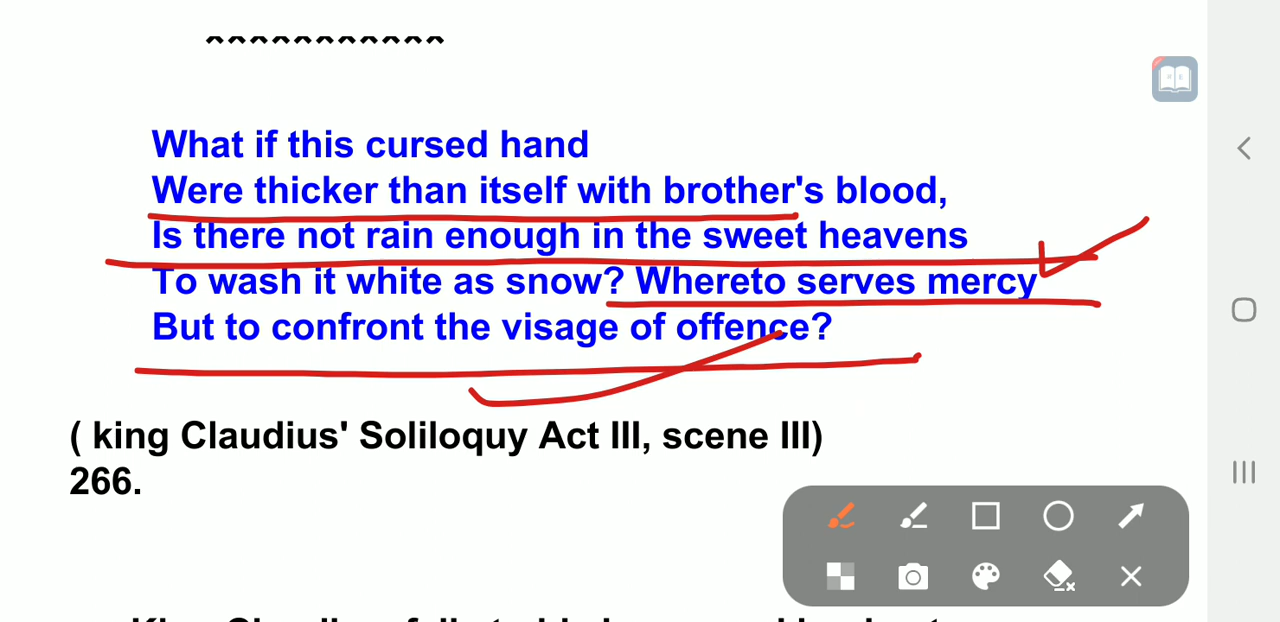 What if this cursed hand
Were thicker than itself with brother's blood,
Is there not rain enough in the sweet heavens
To wash it white as snow? Whereto serves mercy
But to confront the visage of offence?
( king Claudius' Soliloquy Act III, scene III)
266.